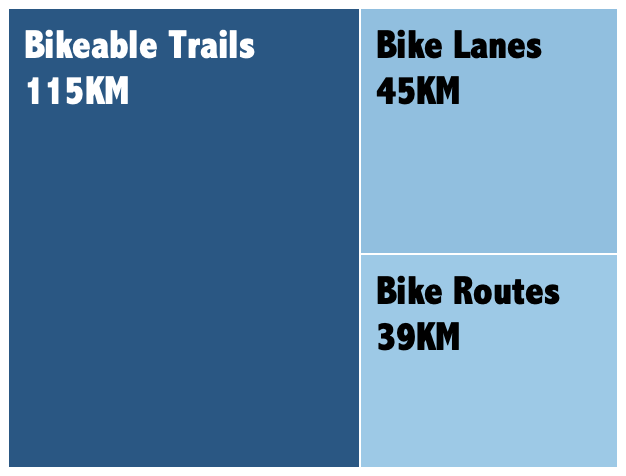 Bikeable Trails
115KM
Bike Lanes
45KM
Bike Routes
39KM